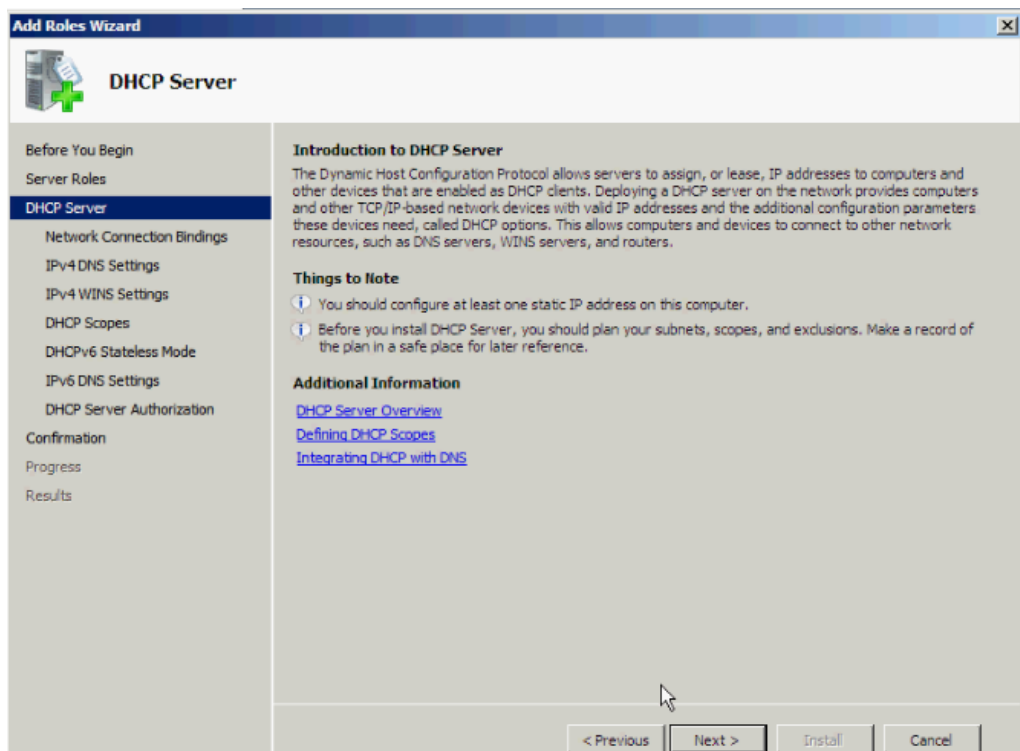 Add Roles Wizard
DHCP Server
Before You Begin
Server Roles
DHCP Server
Network Connection Bindings
IPv4 DNS Settings
IPv4 WINS Settings
DHCP Scopes
DHCPv6 Stateless Mode
IPv6 DNS Settings
DHCP Server Authorization
Confirmation
Progress
Results
Introduction to DHCP Server
The Dynamic Host Configuration Protocol allows servers to assign, or lease, IP addresses to computers and
other devices that are enabled as DHCP clients. Deploying a DHCP server on the network provides computers
and other TCP/IP-based network devices with valid IP addresses and the additional configuration parameters
these devices need, called DHCP options. This allows computers and devices to connect to other network
resources, such as DNS servers, WINS servers, and routers.
Things to Note
You should configure at least one static IP address on this computer.
Before you install DHCP Server, you should plan your subnets, scopes, and exclusions. Make a record of
the plan in a safe place for later reference.
Additional Information
DHCP Server Overview
Defining DHCP Scopes
Integrating DHCP with DNS
< Previous
Next >
Install
Cancel